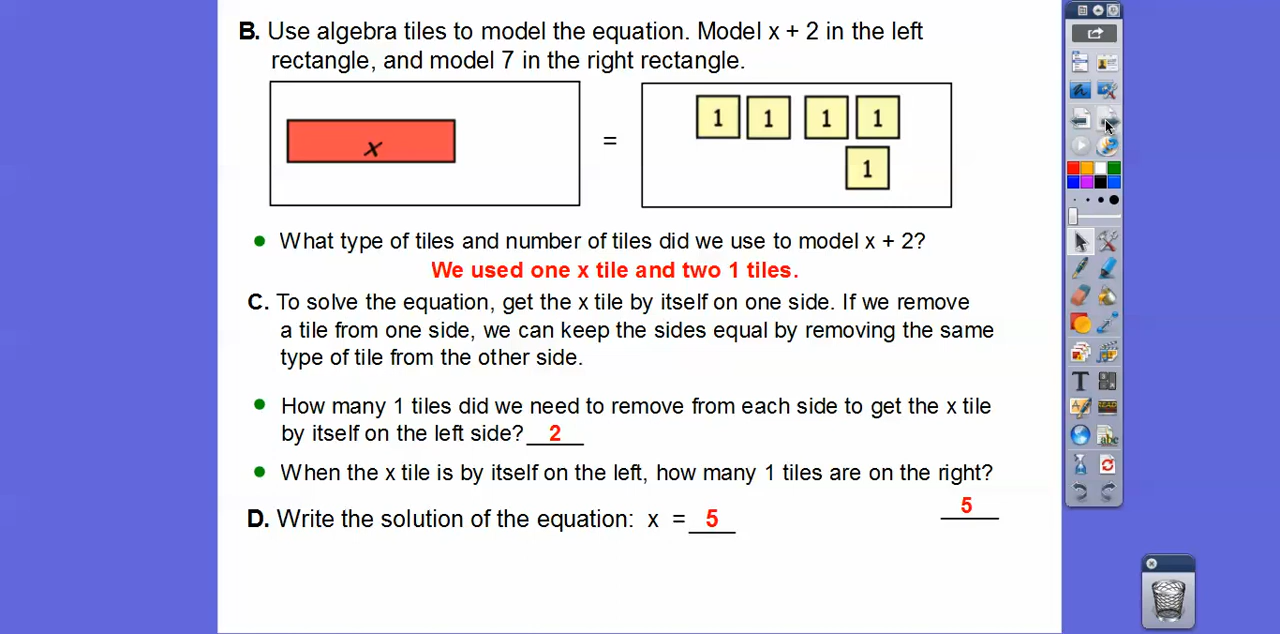 B. Use algebra tiles to model the equation. Model x + 2 in the left
rectangle, and model 7 in the right rectangle.
x = 1 1 1 1
1
• What type of tiles and number of tiles did we use to model x + 2?
We used one x tile and two 1 tiles.
C. To solve the equation, get the x tile by itself on one side. If we remove
a tile from one side, we can keep the sides equal by removing the same
type of tile from the other side.
• How many 1 tiles did we need to remove from each side to get the x tile
by itself on the left side? 2
• When the x tile is by itself on the left, how many 1 tiles are on the right?
5
D. Write the solution of the equation: x = 5